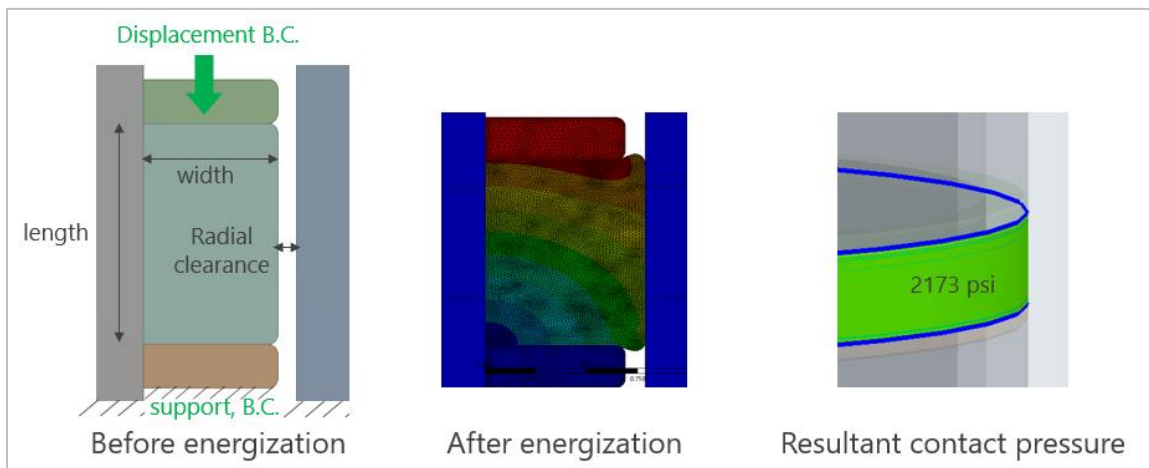 Displacement B.C.
width
length
Radial
clearance
support, B.C.
Before energization
After energization
2173 psi
Resultant contact pressure